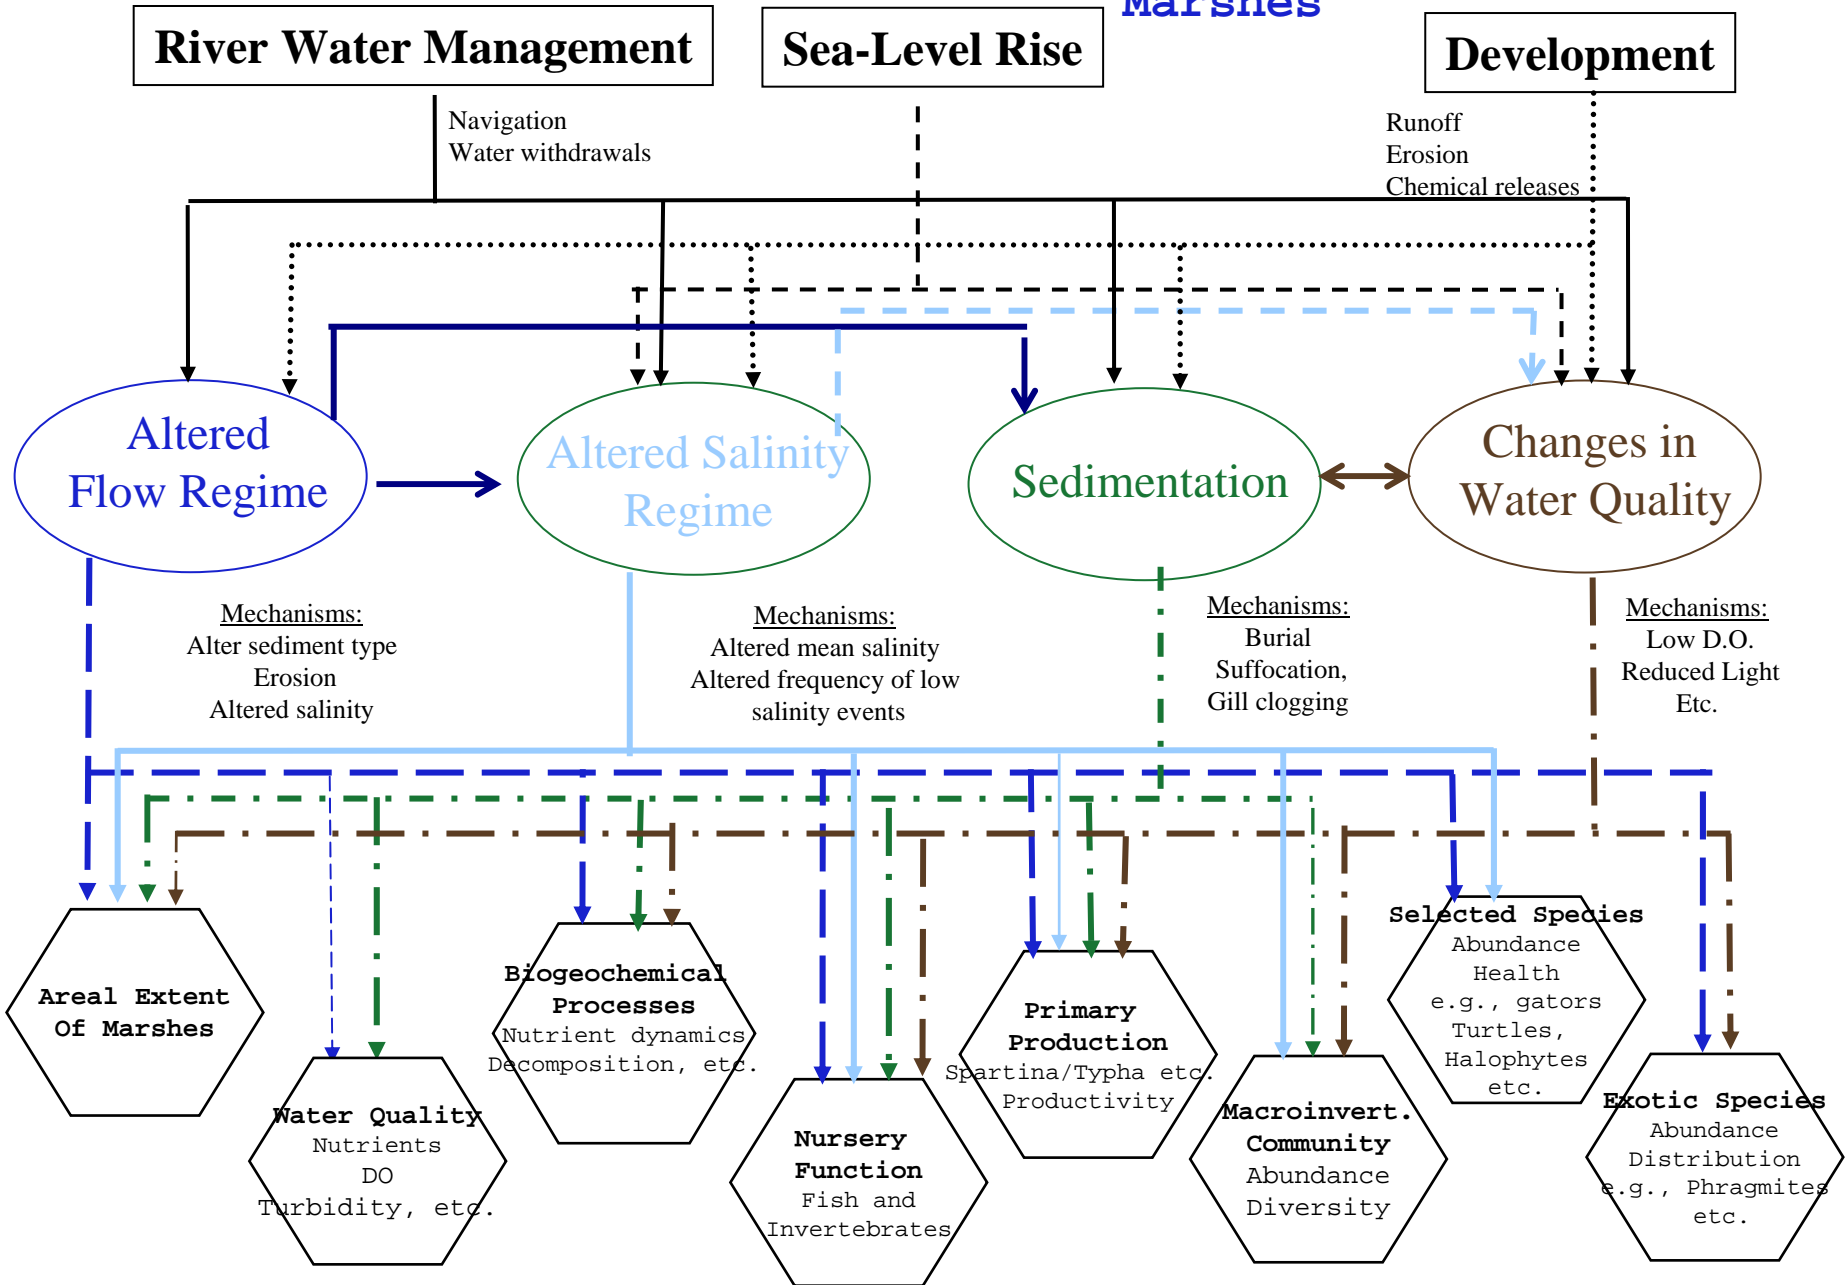 Marshes
River Water Management
Sea-Level Rise
Development
Navigation
Water withdrawals
Runoff
Erosion
Chemical releases
Altered
Flow Regime
Altered Salinity
Regime
Sedimentation
Changes in
Water Quality
Mechanisms:
Alter sediment type
Erosion
Altered salinity
Mechanisms:
Altered mean salinity
Altered frequency of low
salinity events
Mechanisms:
Burial
Suffocation,
Gill clogging
Mechanisms:
Low D.O.
Reduced Light
Etc.
Areal Extent
Of Marshes
Water Quality
Nutrients
DO
Turbidity, etc.
Biogeochemical
Processes
Nutrient dynamics
Decomposition, etc.
Nursery
Function
Fish and
Invertebrates
Primary
Production
Spartina/Typha etc.
Productivity
Macroinvert.
Community
Abundance
Diversity
Selected Species
Abundance
Health
e.g., gators
Turtles,
Halophytes
etc.
Exotic Species
Abundance
Distribution
e.g., Phragmites
etc.